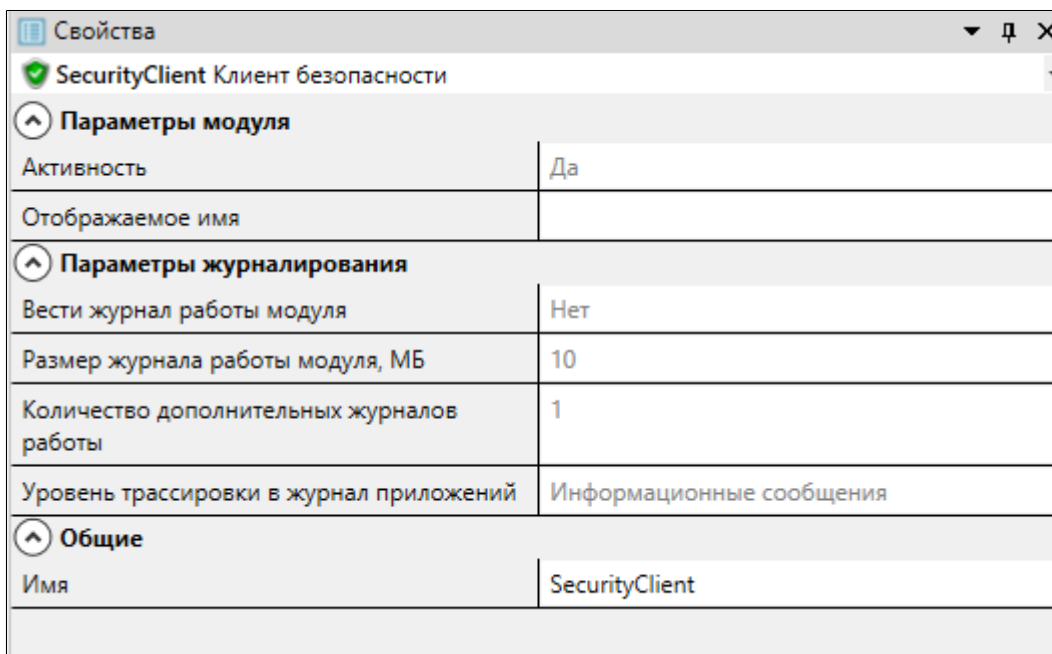 Свойства
SecurityClient Клиент безопасности
Параметры модуля
Активность Да
Отображаемое имя
Параметры журналирования
Вести журнал работы модуля Нет
Размер журнала работы модуля, МБ 10
Количество дополнительных журналов 1
работы
Уровень трассировки в журнал приложений Информационные сообщения
Общие
Имя SecurityClient